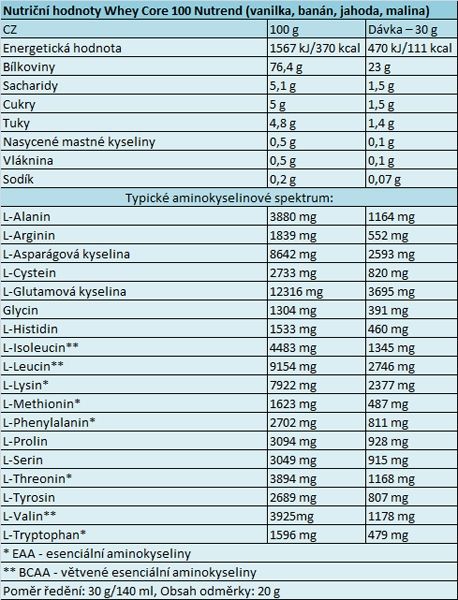 Nutriční hodnoty Whey Core 100 Nutrend (vanilka, banán, jahoda, malina)
CZ 100 g Dávka – 30 g
Energetická hodnota 1567 kJ/370 kcal 470 kJ/111 kcal
Bílkoviny 76,4 g 23 g
Sacharidy 5,1 g 1,5 g
Cukry 5 g 1,5 g
Tuky 4,8 g 1,4 g
Nasycené mastné kyseliny 0,5 g 0,1 g
Vláknina 0,5 g 0,1 g
Sodík 0,2 g 0,07 g
Typické aminokyselinové spektrum:
L-Alanin 3880 mg 1164 mg
L-Arginin 1839 mg 552 mg
L-Asparágová kyselina 8642 mg 2593 mg
L-Cystein 2733 mg 820 mg
L-Glutamová kyselina 12316 mg 3695 mg
Glycin 1304 mg 391 mg
L-Histidin 1533 mg 460 mg
L-Isoleucin** 4483 mg 1345 mg
L-Leucin** 9154 mg 2746 mg
L-Lysin* 7922 mg 2377 mg
L-Methionin* 1623 mg 487 mg
L-Phenylalanin* 2702 mg 811 mg
L-Prolin 3094 mg 928 mg
L-Serin 3049 mg 915 mg
L-Threonin* 3894 mg 1168 mg
L-Tyrosin 2689 mg 807 mg
L-Valin** 3925mg 1178 mg
L-Tryptophan* 1596 mg 479 mg
* EAA - esenciální aminokyseliny
** BCAA - větvené esenciální aminokyseliny
Poměr ředění: 30 g/140 ml, Obsah odměrky: 20 g